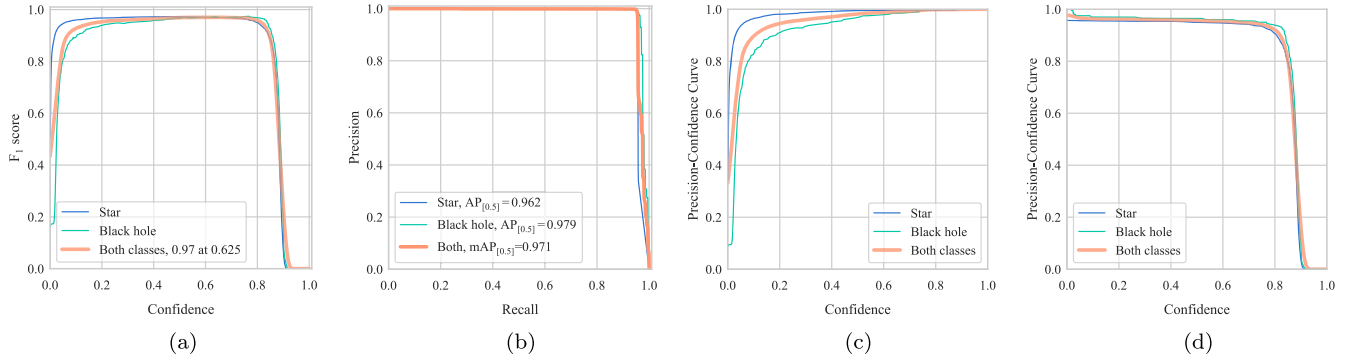 F1 score
1.0
0.8
0.6
0.4
0.2
0.0
Star
Black hole
Both classes, 0.97 at 0.625
0.0 0.2 0.4 0.6 0.8 1.0
Confidence
(a)
Precision
1.0
0.8
0.6
0.4
0.2
0.0
Star, AP[0.5]=0.962
Black hole, AP[0.5]=0.979
Both, mAP[0.5]=0.971
0.0 0.2 0.4 0.6 0.8 1.0
Recall
(b)
Precision-Confidence Curve
1.0
0.8
0.6
0.4
0.2
0.0
Star
Black hole
Both classes
0.0 0.2 0.4 0.6 0.8 1.0
Confidence
(c)
Precision-Confidence Curve
1.0
0.8
0.6
0.4
0.2
0.0
Star
Black hole
Both classes
0.0 0.2 0.4 0.6 0.8 1.0
Confidence
(d)